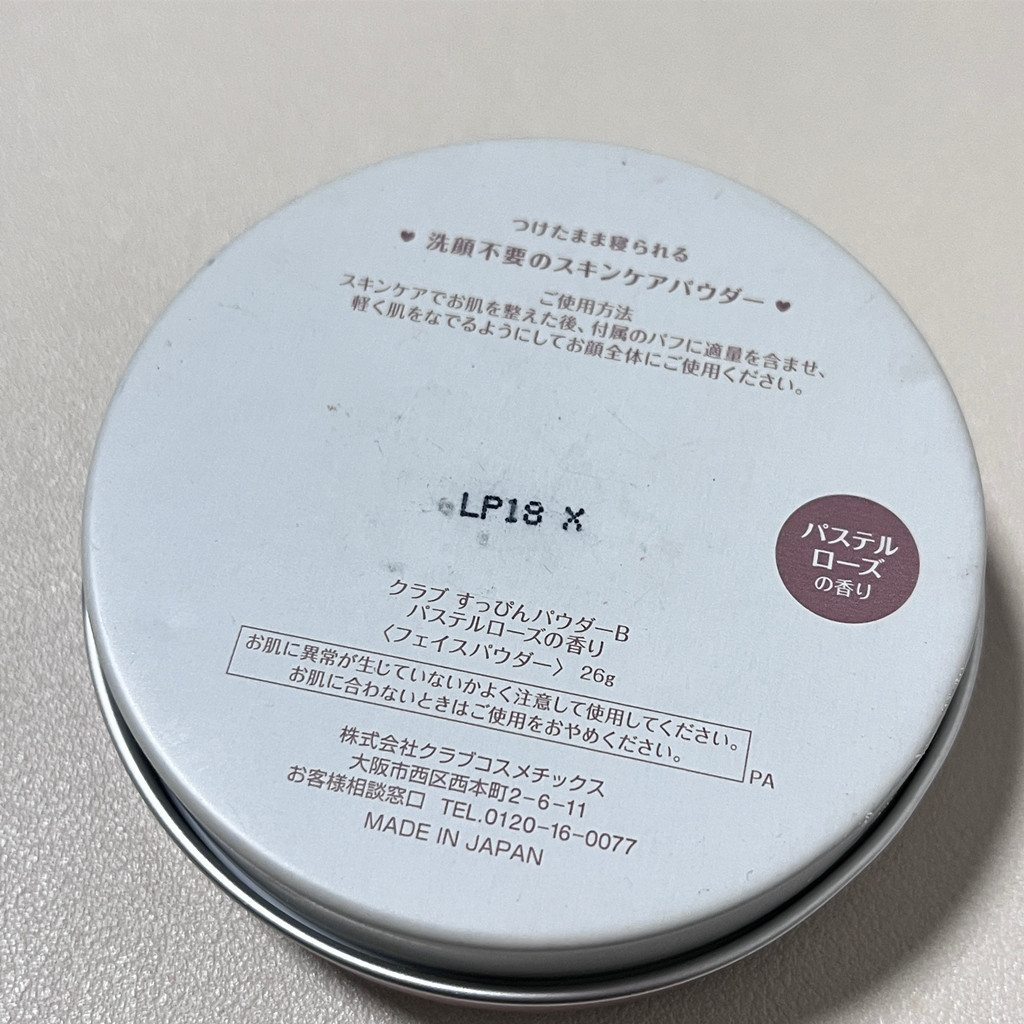 つけたまま寝られる
♥ 洗顔不要のスキンケアパウダー ♥
ご使用方法
スキンケアでお肌を整えた後、付属のパフに適量を含ませ、
軽く肌をなでるようにしてお顔全体にご使用ください。
LP18 X
パステル
ローズ
の香り
クラブ すっぴんパウダーB
パステルローズの香り
〈フェイスパウダー〉 26g
お肌に異常が生じていないかよく注意して使用してください。
お肌に合わないときはご使用をおやめください。
PA
株式会社クラブコスメチックス
大阪市西区西本町2-6-11
お客様相談窓口 TEL.0120-16-0077
MADE IN JAPAN